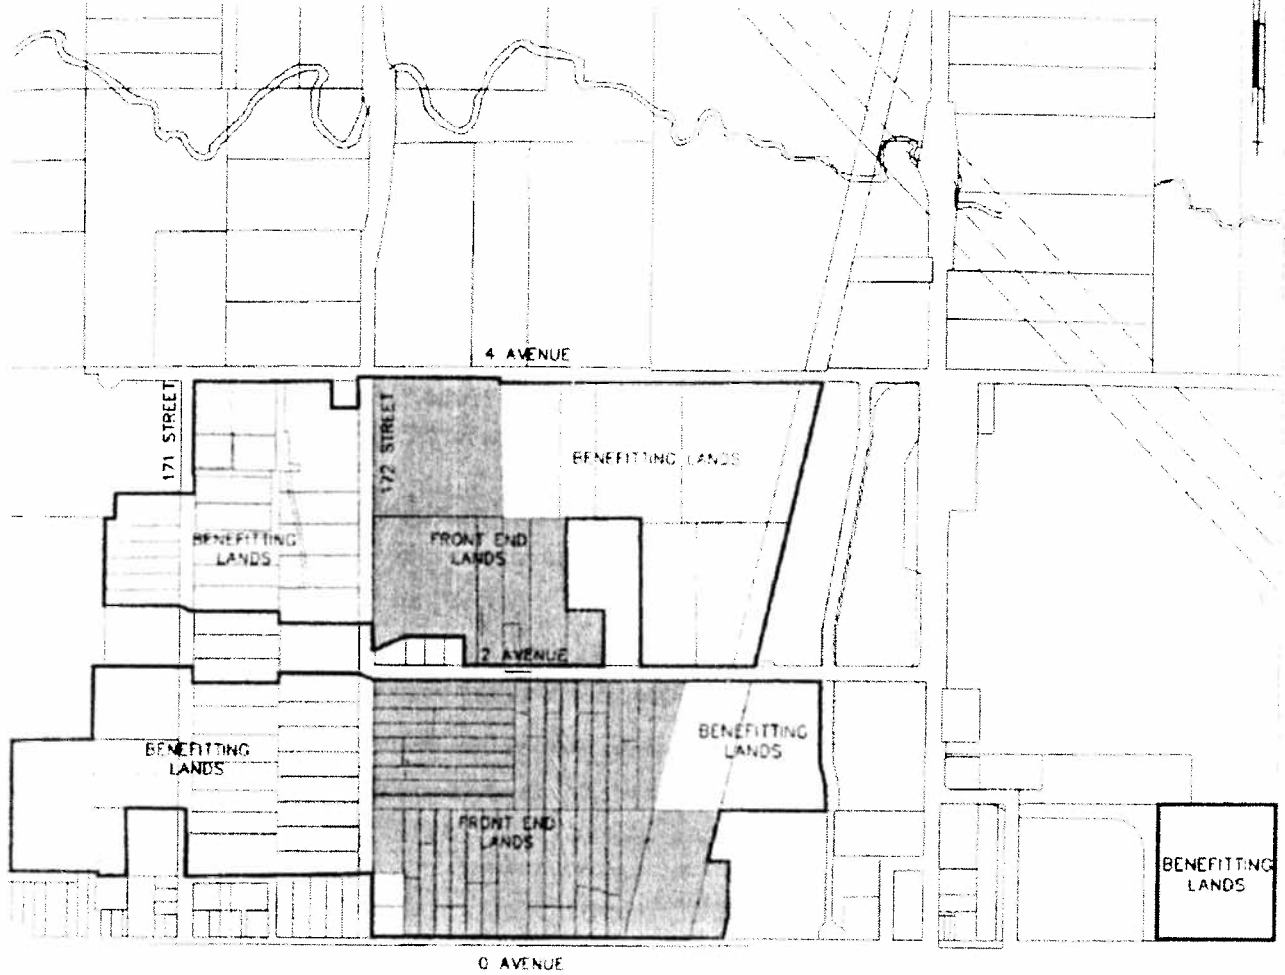 4 AVENUE
171 STREET
172 STREET
BENEFITTING LANDS
BENEFITTING
LANDS
FRONT END
LANDS
2 AVENUE
BENEFITTING
LANDS
BENEFITTING
LANDS
FRONT END
LANDS
BENEFITTING
LANDS
0 AVENUE